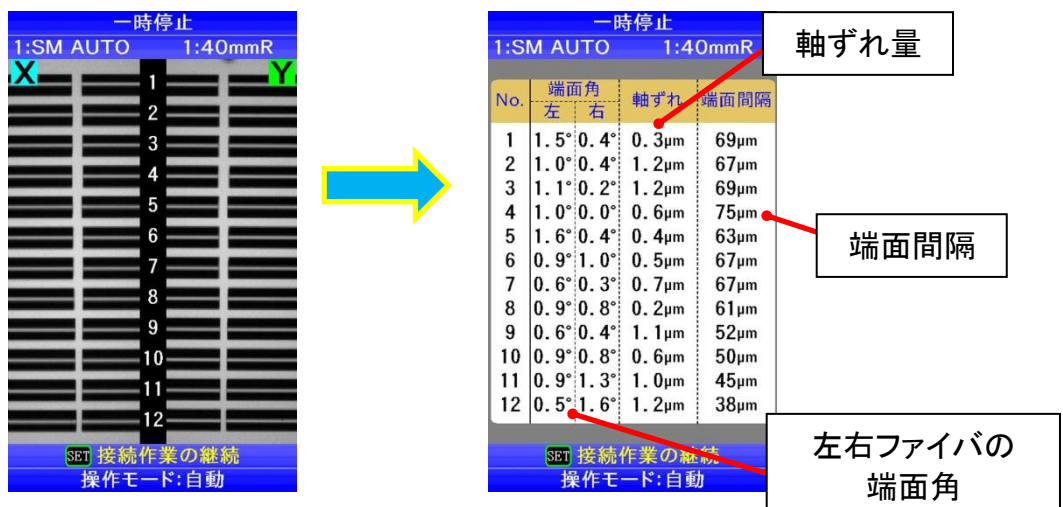 一時停止
1:SM AUTO 1:40mmR
X Y
1
2
3
4
5
6
7
8
9
10
11
12
SET 接続作業の継続
操作モード:自動
一時停止
1:SM AUTO 1:40mmR
No. 端面角 軸ずれ 端面間隔
左 右
1 1.5° 0.4° 0.3μm 69μm
2 1.0° 0.4° 1.2μm 67μm
3 1.1° 0.2° 1.2μm 69μm
4 1.0° 0.0° 0.6μm 75μm
5 1.6° 0.4° 0.4μm 63μm
6 0.9° 1.0° 0.5μm 67μm
7 0.6° 0.3° 0.7μm 67μm
8 0.9° 0.8° 0.2μm 61μm
9 0.6° 0.4° 1.1μm 52μm
10 0.9° 0.8° 0.6μm 50μm
11 0.9° 1.3° 1.0μm 45μm
12 0.5° 1.6° 1.2μm 38μm
SET 接続作業の継続
操作モード:自動
軸ずれ量
端面間隔
左右ファイバの
端面角